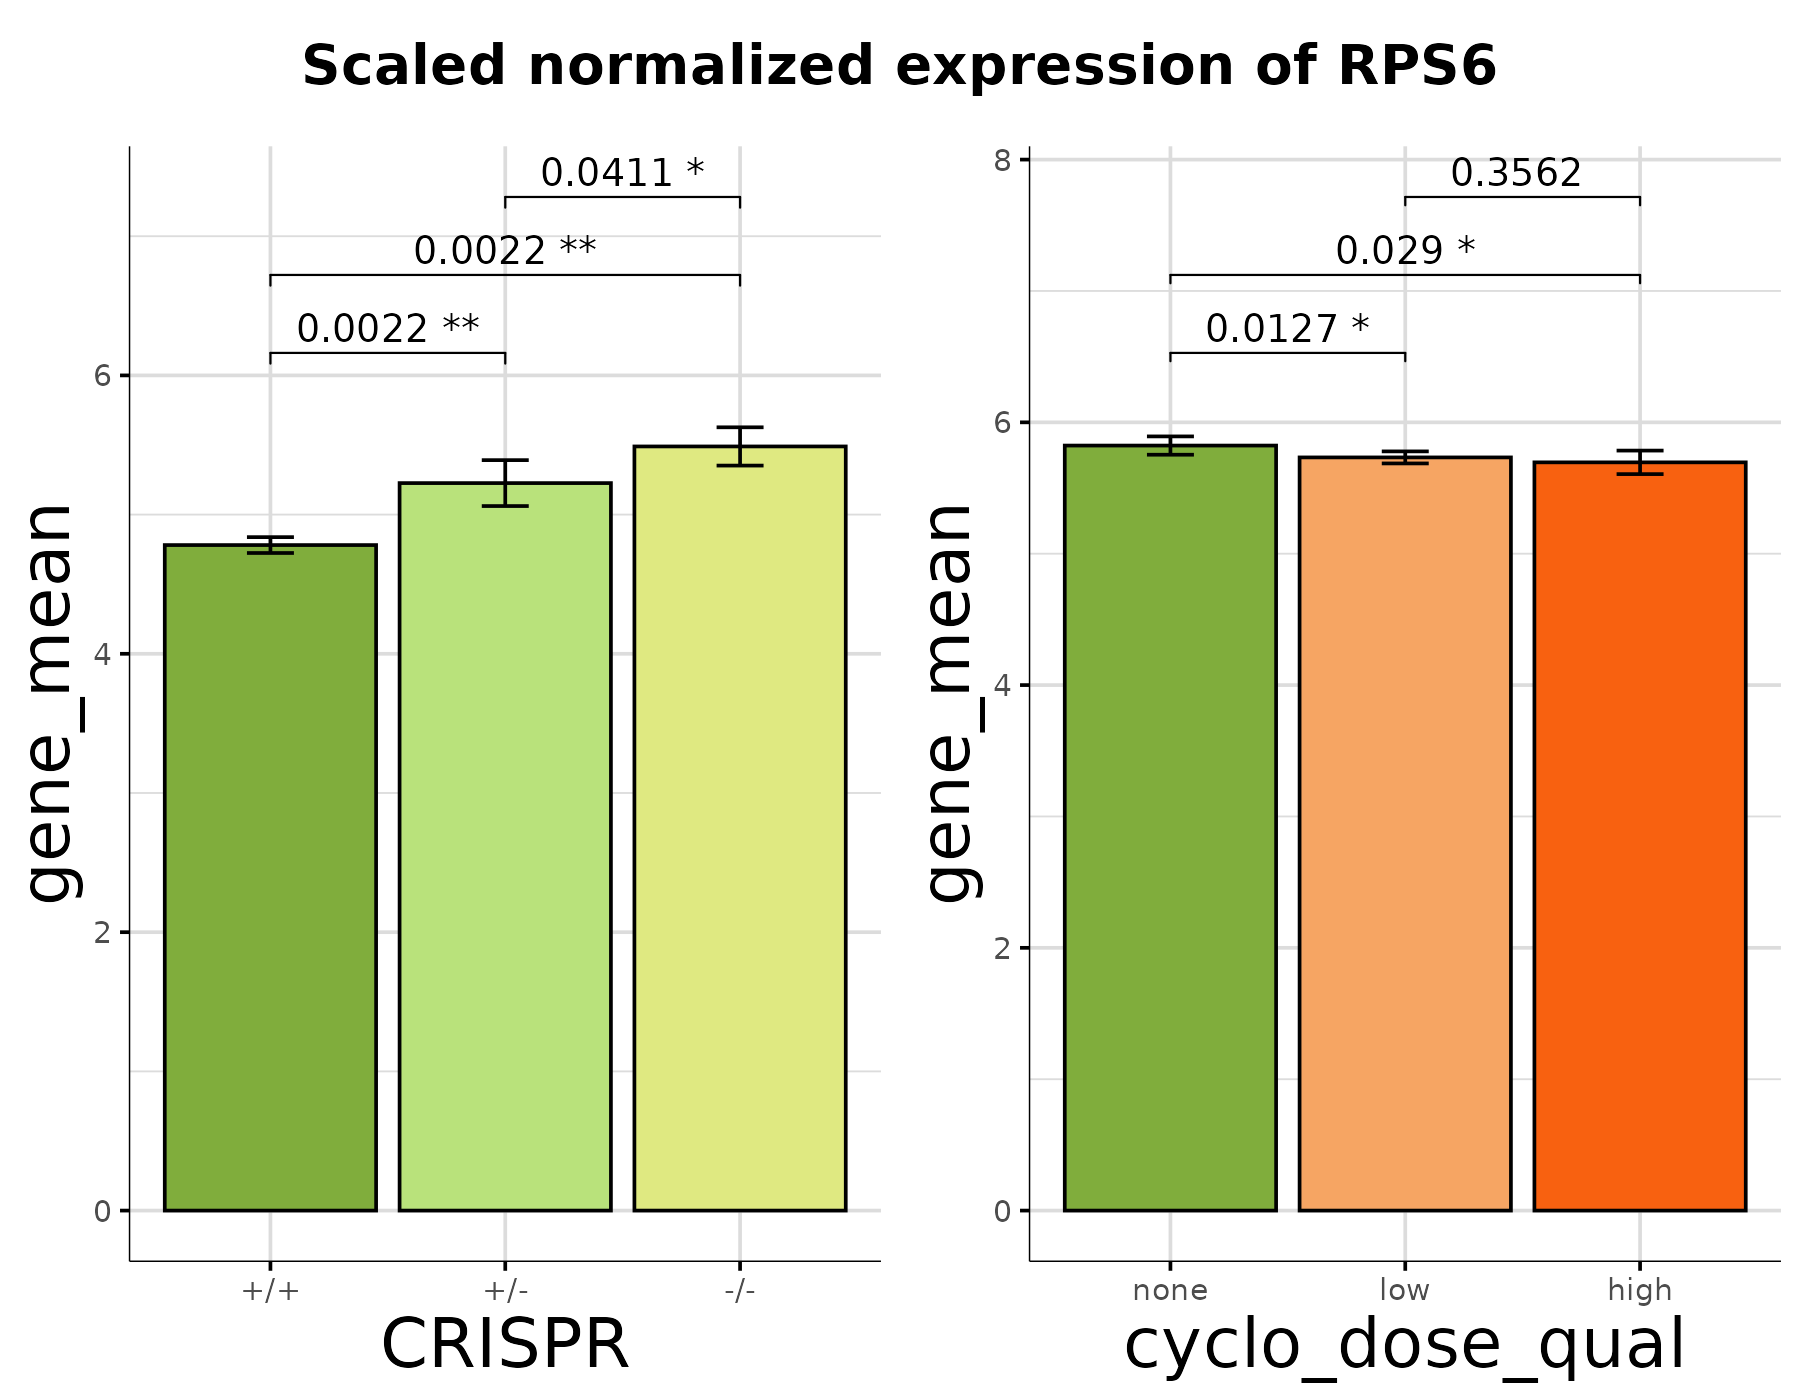 Scaled normalized expression of RPS6
0.0411 *
0.0022 **
0.0022 **
6
4
2
0
gene_mean
+/+ +/- -/-
CRISPR
0.3562
0.029 *
0.0127 *
8
6
4
2
0
gene_mean
none low high
cyclo_dose_qual